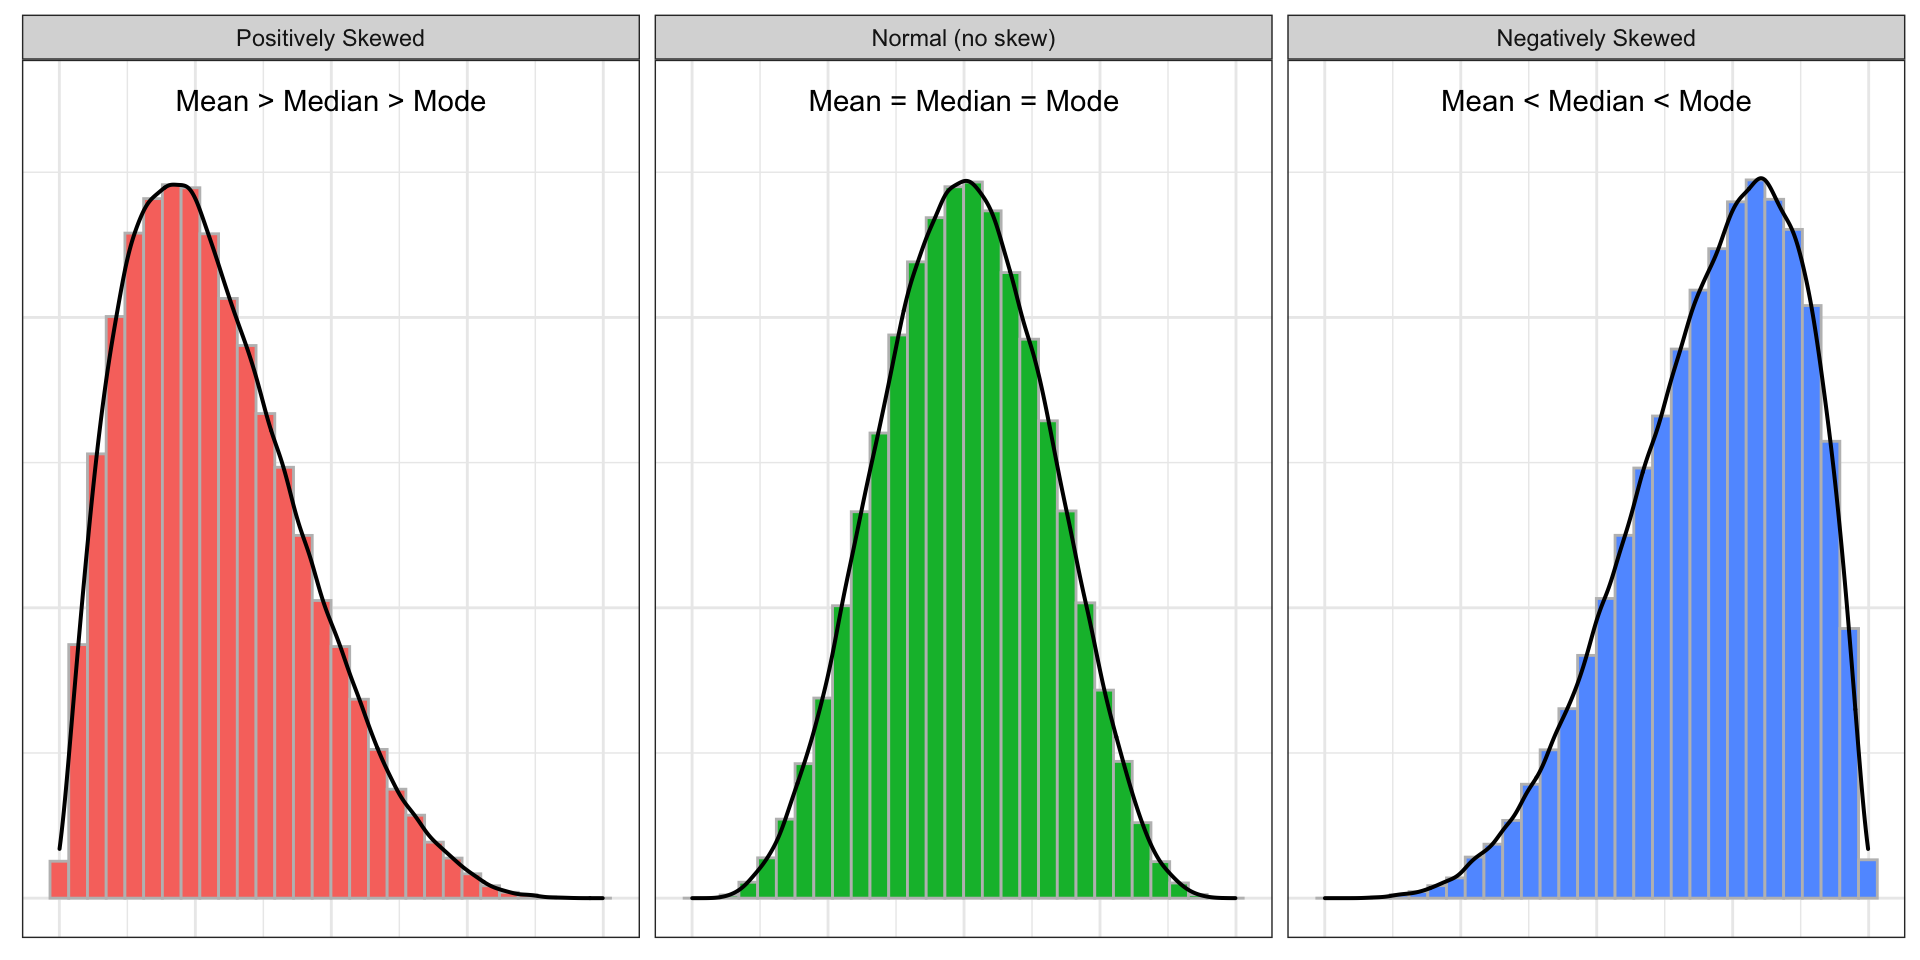 Positively Skewed
Normal (no skew)
Negatively Skewed
Mean > Median > Mode
Mean = Median = Mode
Mean < Median < Mode